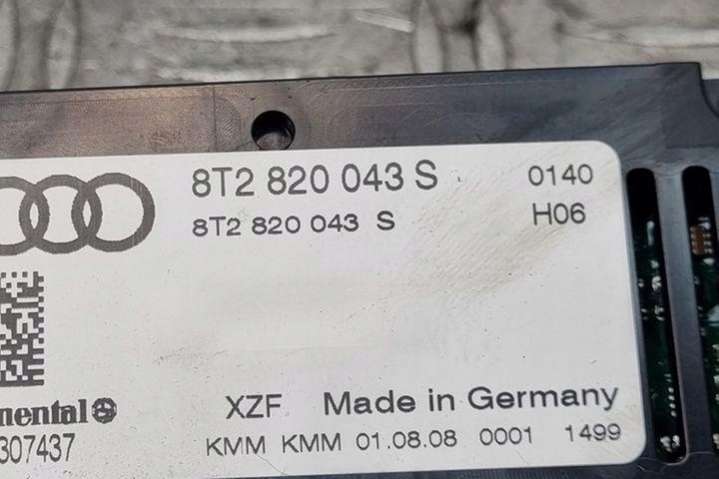 8T2 820 043 S 0140
8T2 820 043 S H06
XZF Made in Germany
307437 KMM KMM 01.08.08 0001 1499